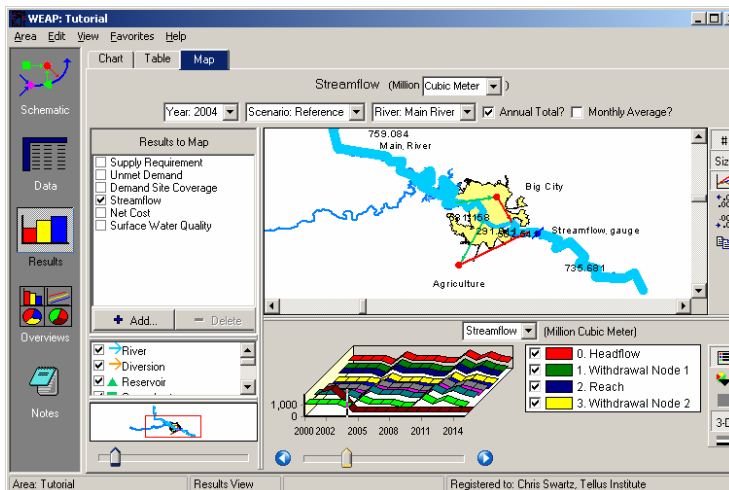 WEAP: Tutorial
Area Edit View Favorites Help
Schematic
Data
Results
Overviews
Notes
Chart Table Map
Streamflow (Million Cubic Meter )
Year: 2004 Scenario: Reference River: Main River Annual Total? Monthly Average?
Results to Map
Supply Requirement
Unmet Demand
Demand Site Coverage
Streamflow
Net Cost
Surface Water Quality
Add... Delete
River
Diversion
Reservoir
759.084
Main, River
Big City
Streamflow, gauge
735.681
Agriculture
#
Siz
Streamflow (Million Cubic Meter)
0. Headflow
1. Withdrawal Node 1
2. Reach
3. Withdrawal Node 2
1,000
0
2000 2002 2005 2008 2011 2014
3-D
Area: Tutorial Results View Registered to: Chris Swartz, Tellus Institute